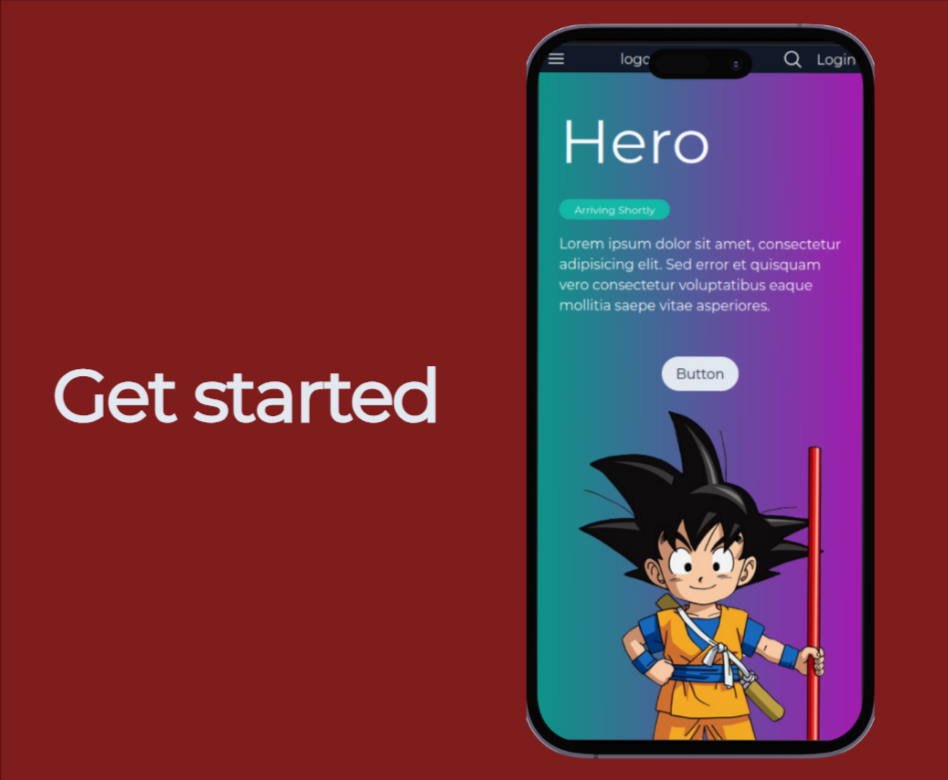 Get started
logo
Login
Hero
Arriving Shortly
Lorem ipsum dolor sit amet, consectetur
adipisicing elit. Sed error et quisquam
vero consectetur voluptatibus eaque
mollitia saepe vitae asperiores.
Button